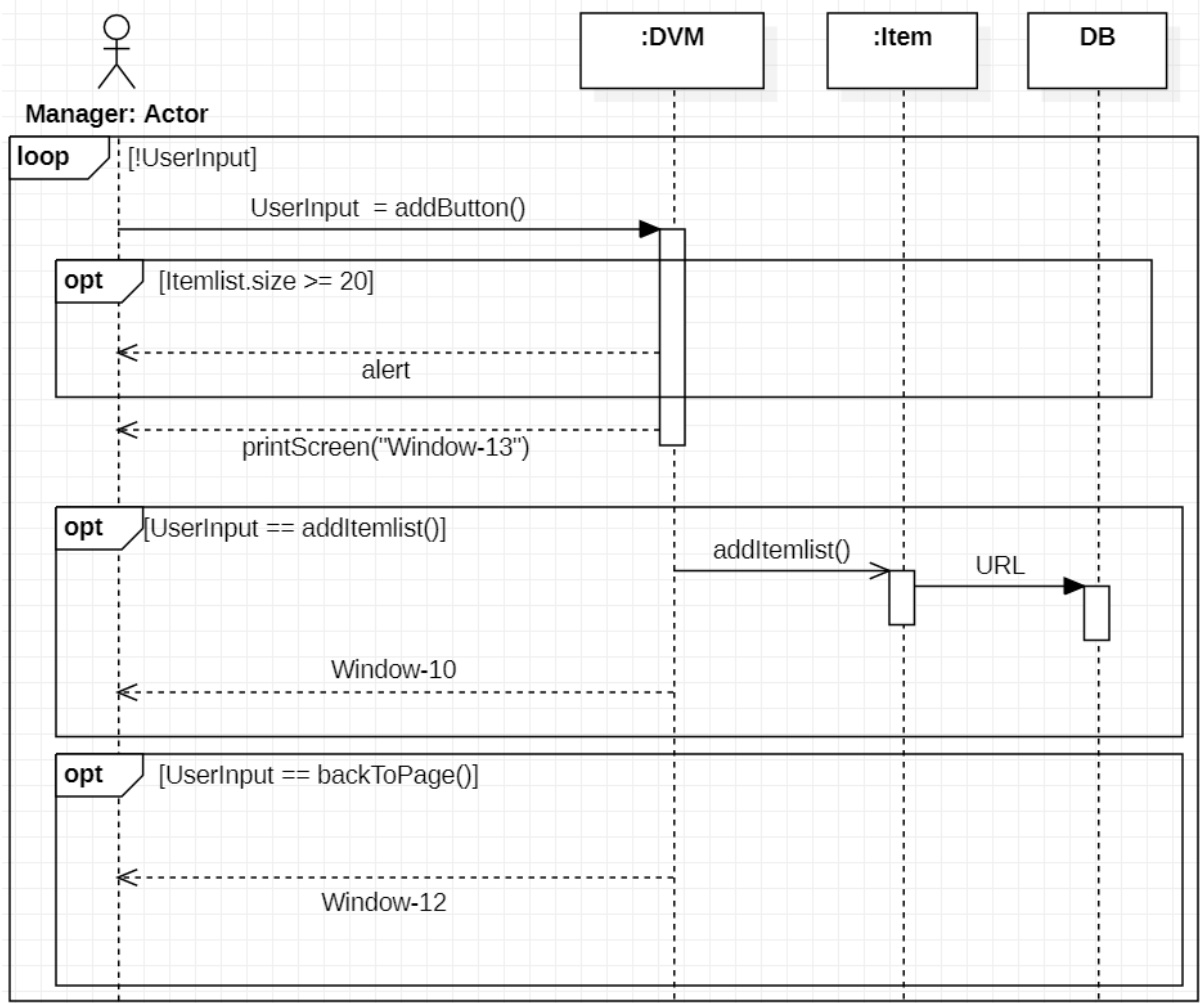 :DVM
:Item
DB
Manager: Actor
loop
[!UserInput]
UserInput  = addButton()
opt
[Itemlist.size >= 20]
alert
printScreen("Window-13")
opt
[UserInput == addItemlist()]
addItemlist()
URL
Window-10
opt
[UserInput == backToPage()]
Window-12